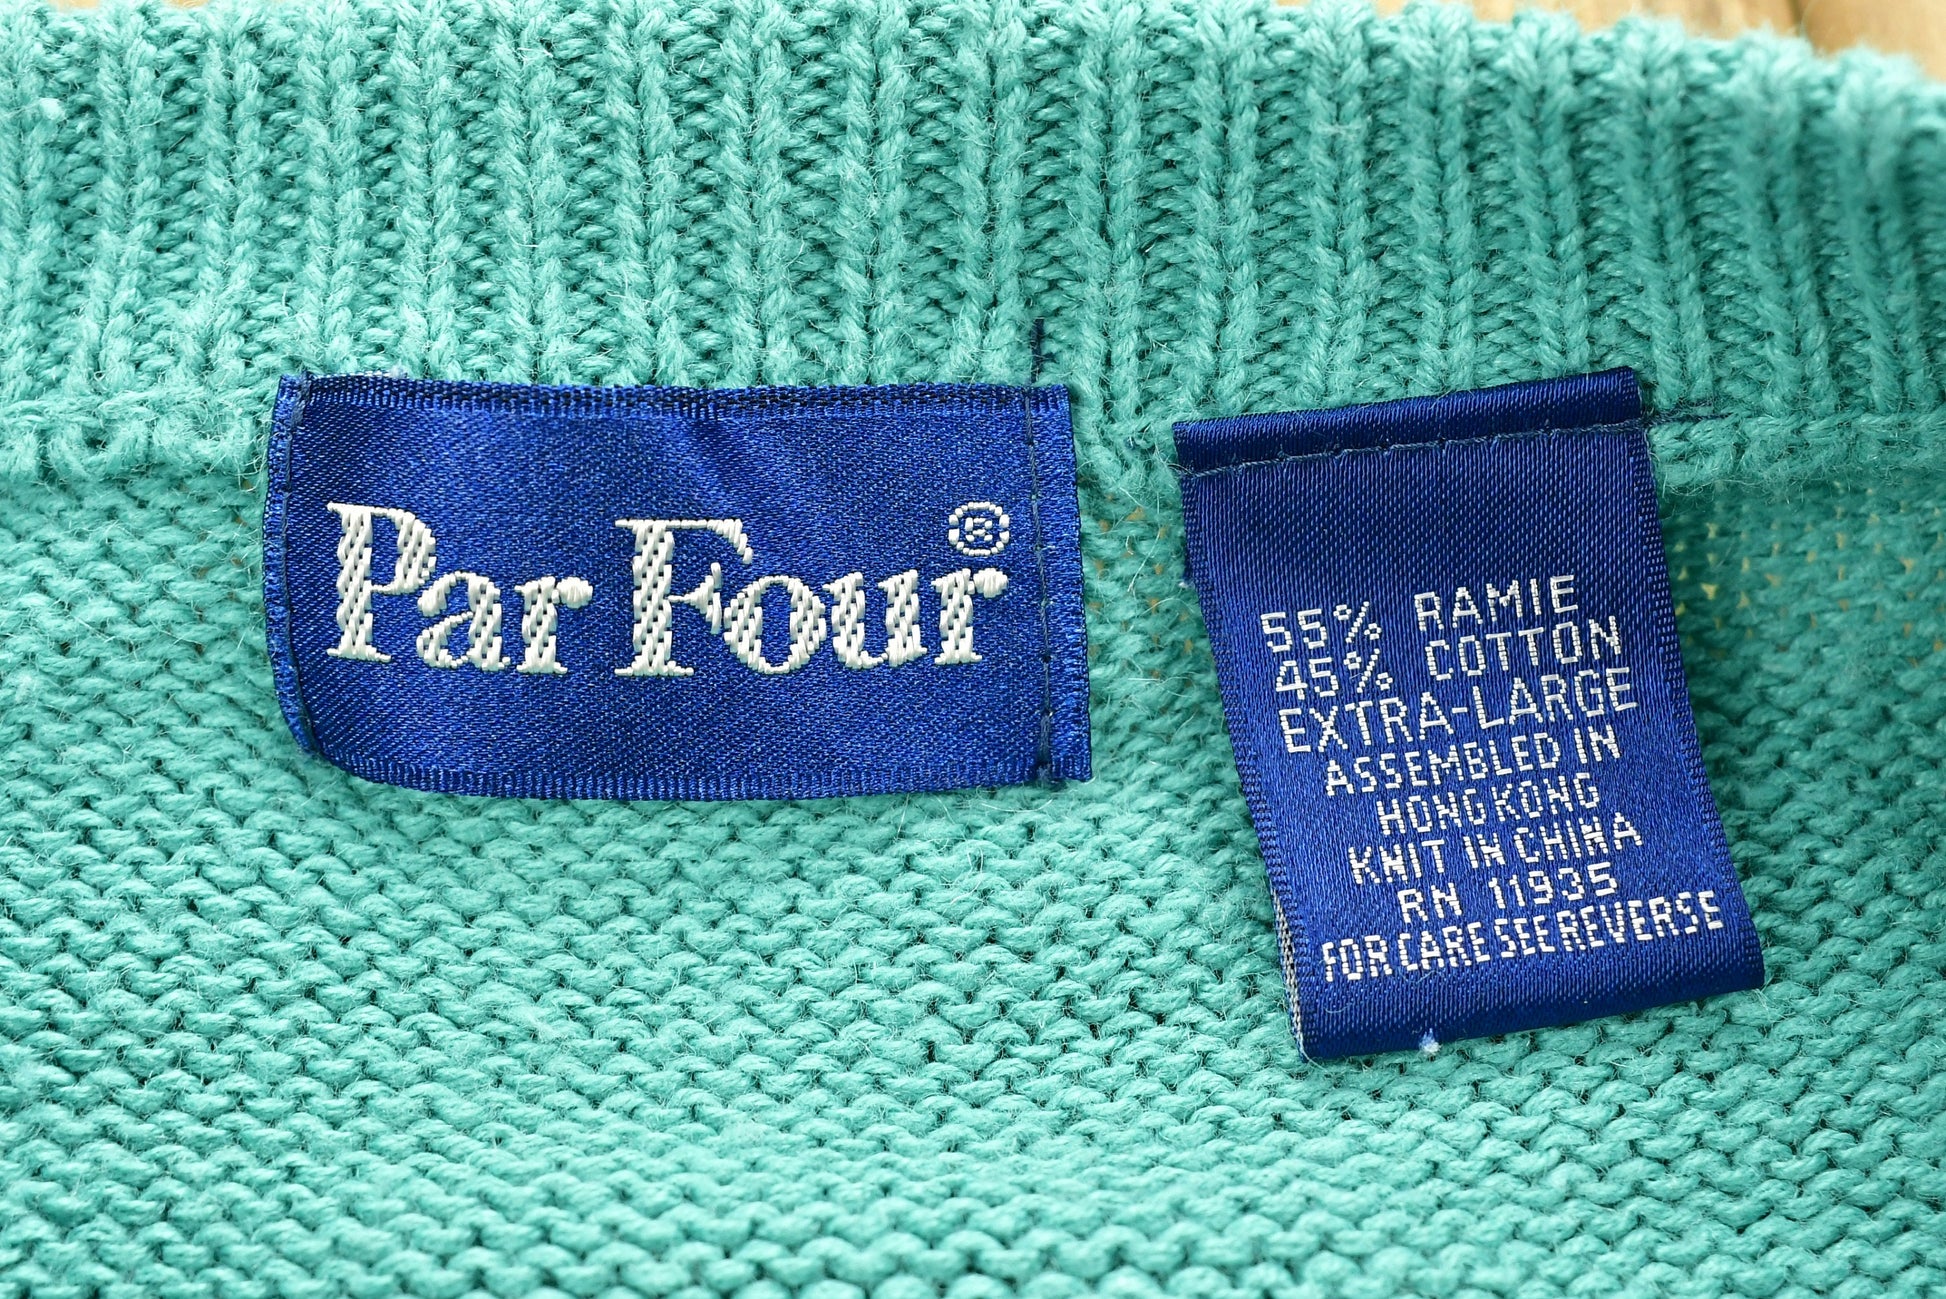 Par Four®
55% RAMIE
45% COTTON
EXTRA-LARGE
ASSEMBLED IN
HONG KONG
KNIT IN CHINA
RN 11935
FOR CARE SEE REVERSE